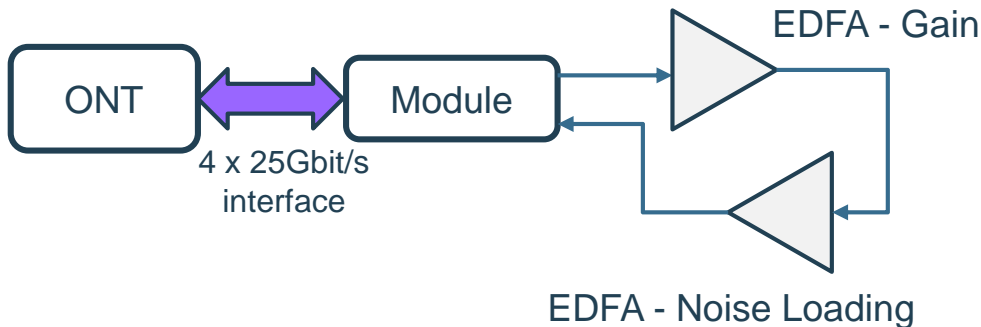 EDFA - Gain
ONT
Module
4 x 25Gbit/s
interface
EDFA - Noise Loading